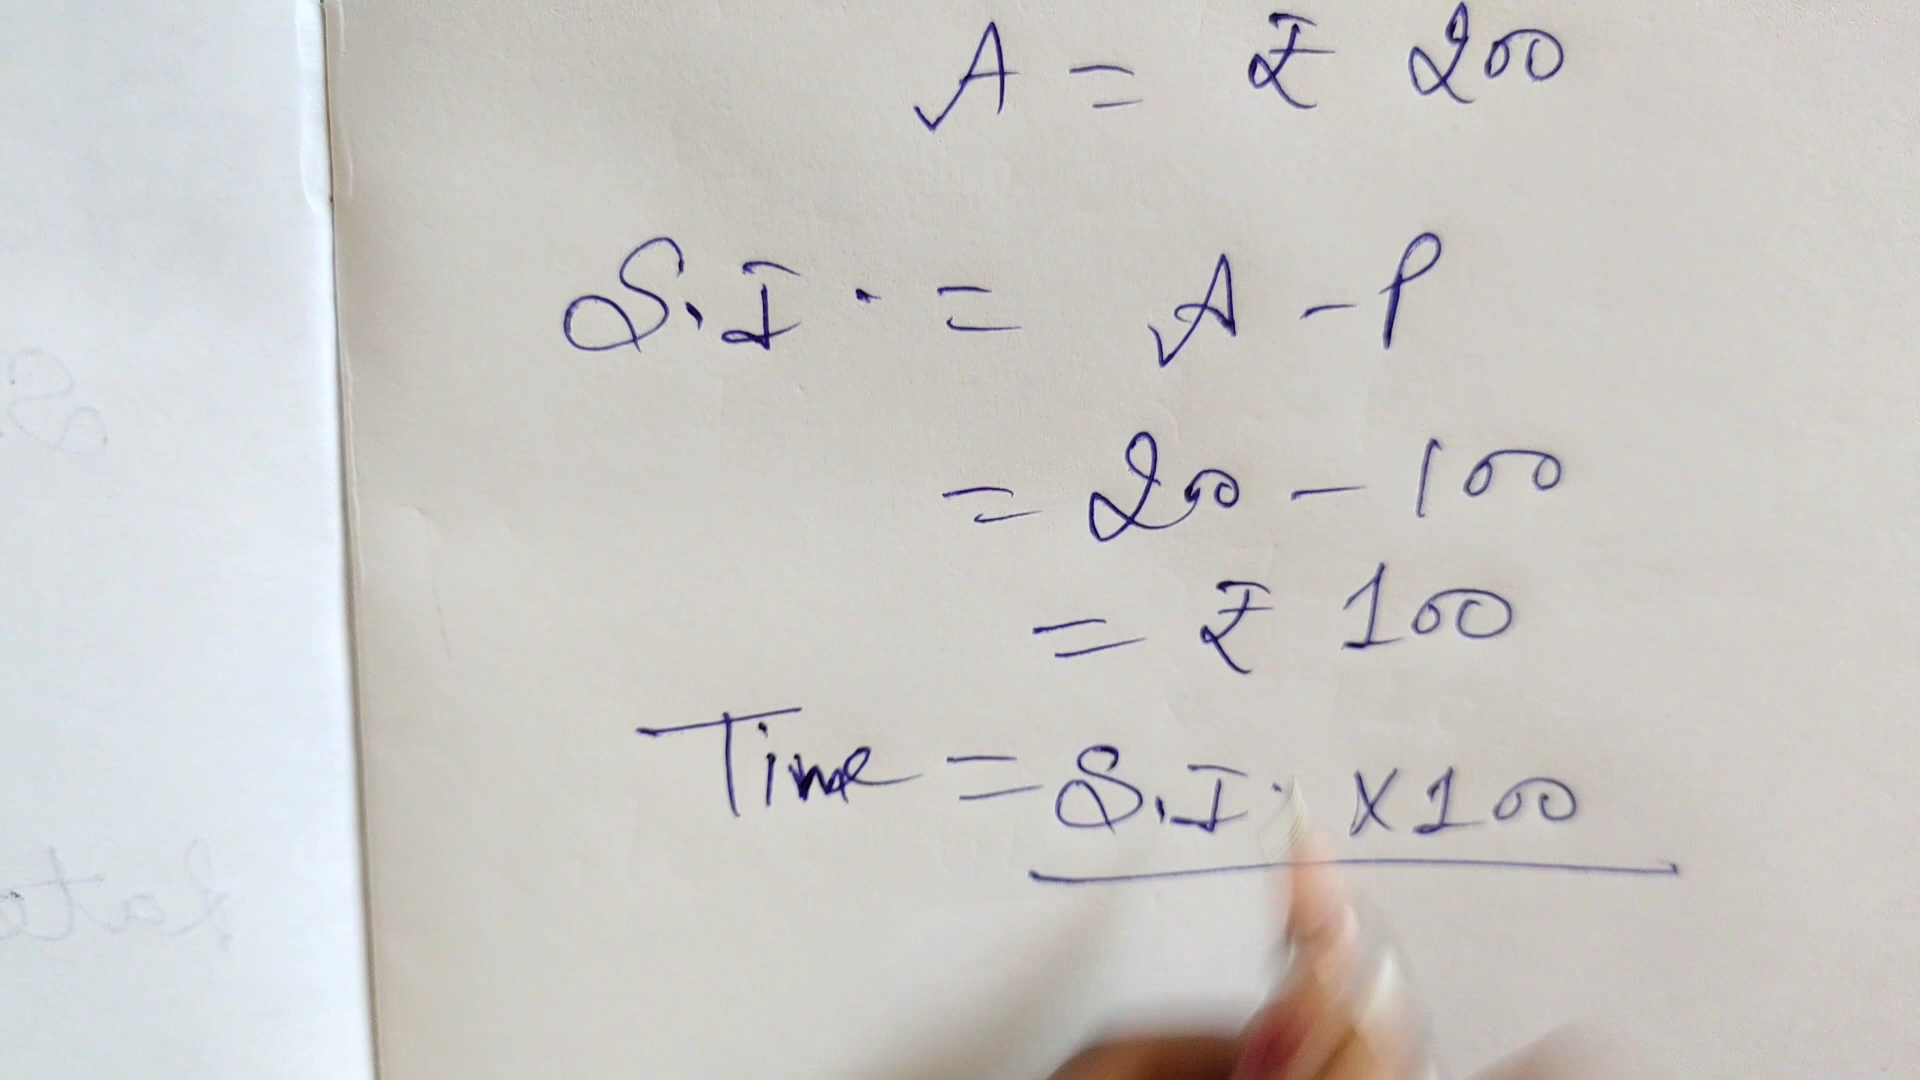 A = ₹ 200
S.I. = A - P
= 200 - 100
= ₹ 100
Time = S.I. x 100